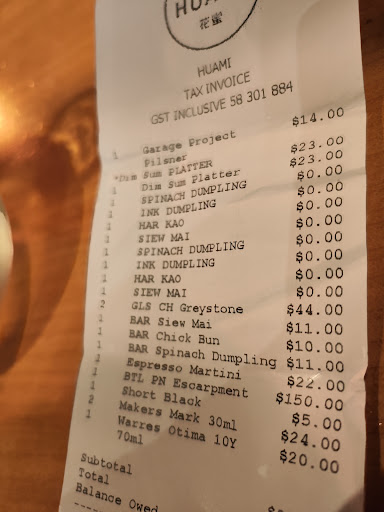 HUAMI
花蜜
HUAMI
TAX INVOICE
GST INCLUSIVE 58 301 884
1 Garage Project $14.00
Pilsner
*Dim Sum PLATTER $23.00
1 Dim Sum Platter $23.00
1 SPINACH DUMPLING $0.00
1 INK DUMPLING $0.00
1 HAR KAO $0.00
1 SIEW MAI $0.00
1 SPINACH DUMPLING $0.00
1 INK DUMPLING $0.00
1 HAR KAO $0.00
1 SIEW MAI $0.00
2 GLS CH Greystone $44.00
1 BAR Siew Mai $11.00
1 BAR Chick Bun $10.00
1 BAR Spinach Dumpling $11.00
1 Espresso Martini $22.00
1 BTL PN Escarpment $150.00
1 Short Black $5.00
2 Makers Mark 30ml $24.00
1 Warres Otima 10Y $20.00
70ml
Subtotal
Total
Balance Owed